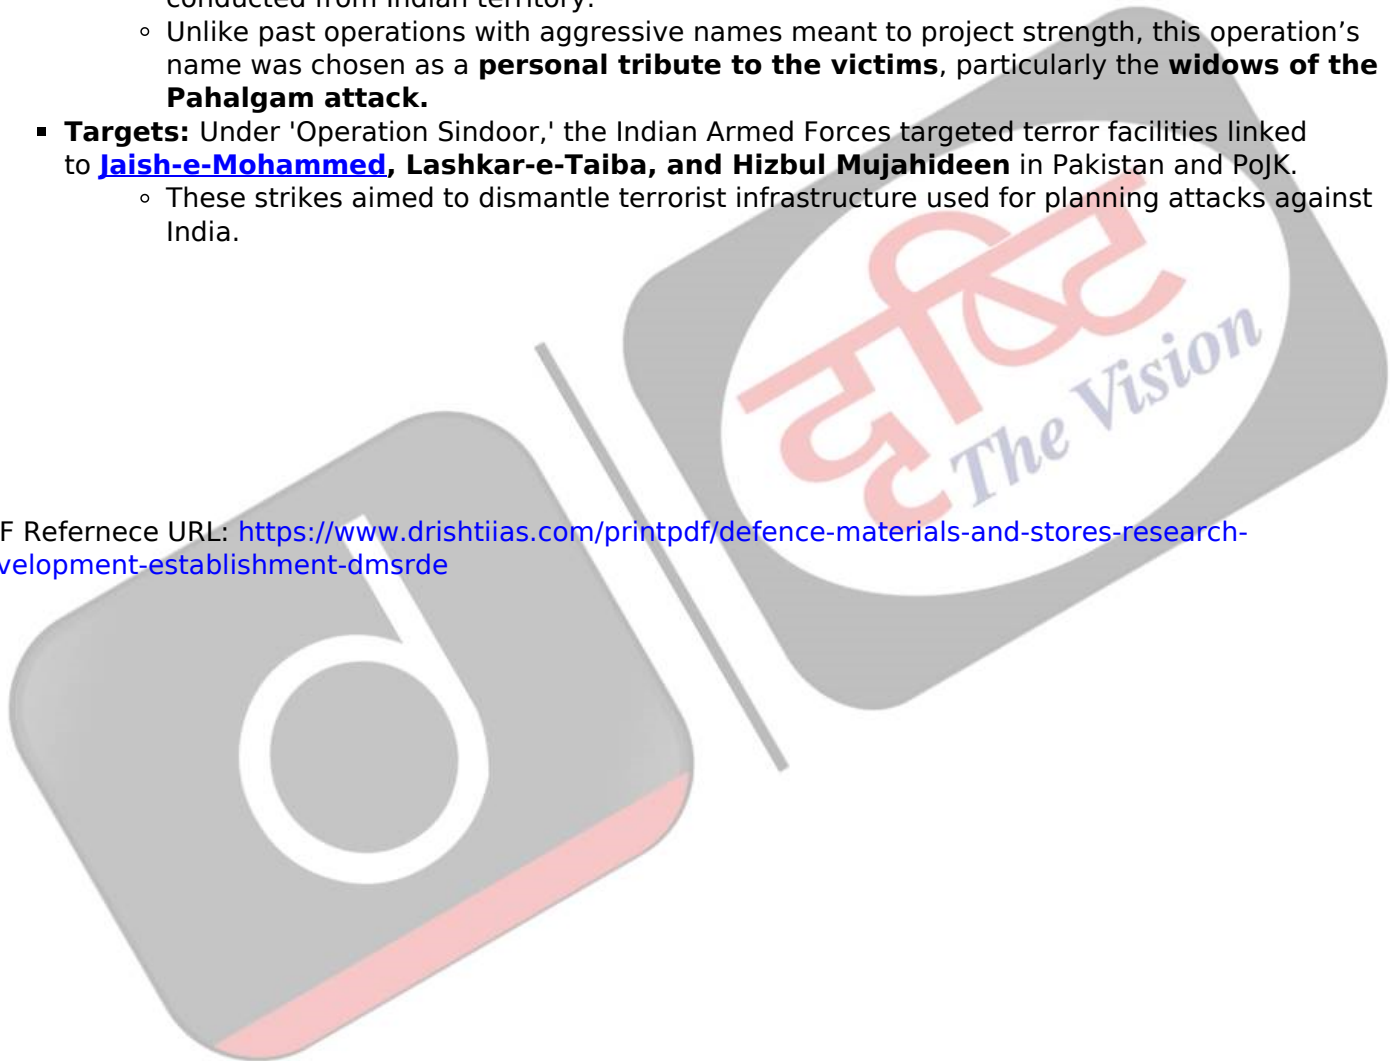 conducted from Indian territory.
◦ Unlike past operations with aggressive names meant to project strength, this operation's
name was chosen as a personal tribute to the victims, particularly the widows of the
Pahalgam attack.
▪ Targets: Under 'Operation Sindoor,' the Indian Armed Forces targeted terror facilities linked
to Jaish-e-Mohammed, Lashkar-e-Taiba, and Hizbul Mujahideen in Pakistan and PoJK.
◦ These strikes aimed to dismantle terrorist infrastructure used for planning attacks against
India.
दृष्टि
The Vision
F Refernece URL: https://www.drishtiias.com/printpdf/defence-materials-and-stores-research-
velopment-establishment-dmsrde
d